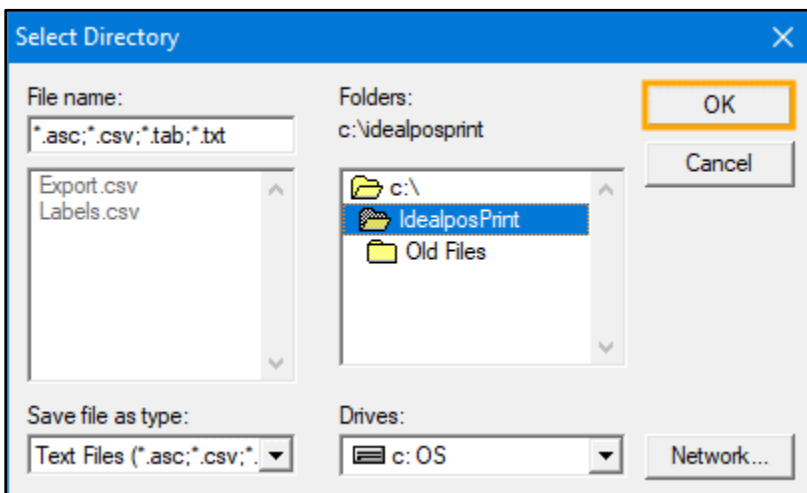 Select Directory
File name:
*.asc;*.csv;*.tab;*.txt
Export.csv
Labels.csv
Save file as type:
Text Files (*.asc;*.csv;*.
Folders:
c:\idealposprint
c:\
IdealposPrint
Old Files
Drives:
c: OS
OK
Cancel
Network...